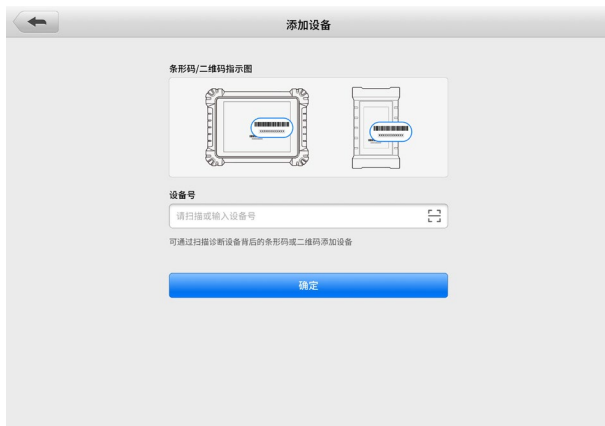 添加设备
条形码/二维码指示图
设备号
请扫描或输入设备号
可通过扫描诊断设备背后的条形码或二维码添加设备
确定